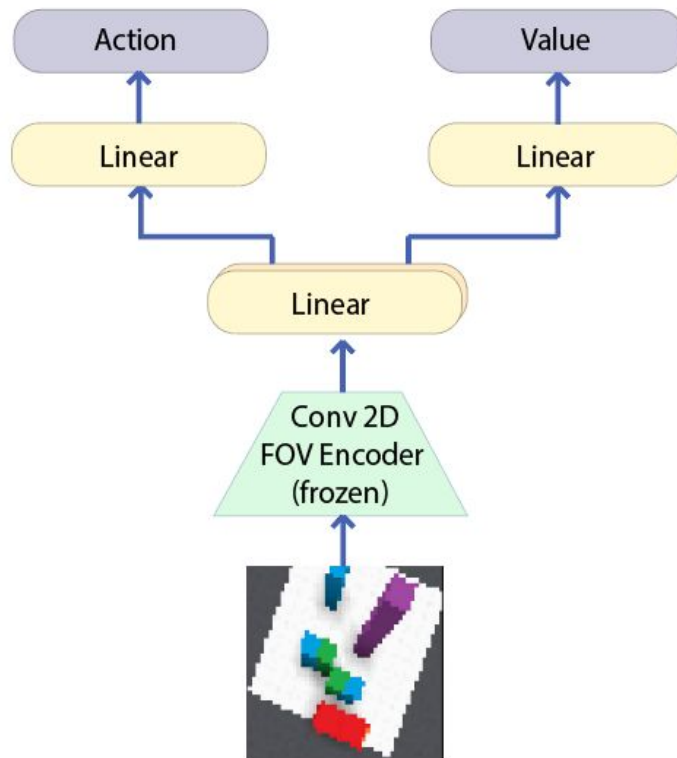 Action
Value
Linear
Linear
Linear
Conv 2D
FOV Encoder
(frozen)